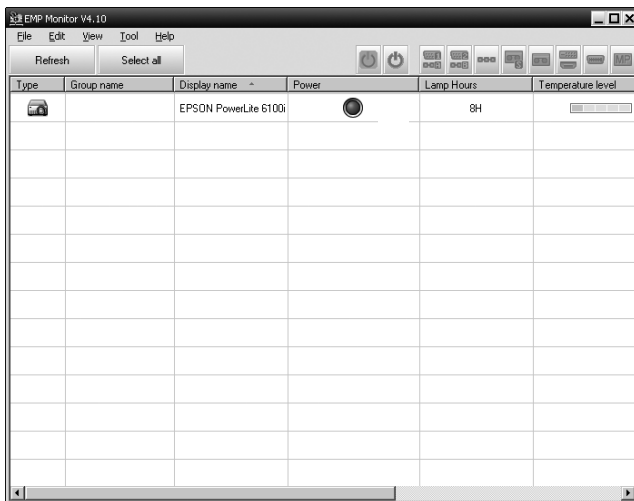 EMP Monitor V4.10
File Edit View Tool Help
Refresh Select all MP
Type Group name Display name Power Lamp Hours Temperature level
EPSON PowerLite 6100i 8H